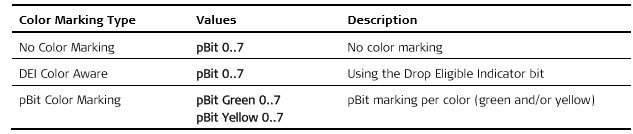 Color Marking Type Values Description
No Color Marking pBit 0..7 No color marking
DEI Color Aware pBit 0..7 Using the Drop Eligible Indicator bit
pBit Color Marking pBit Green 0..7 pBit marking per color (green and/or yellow)
pBit Yellow 0..7